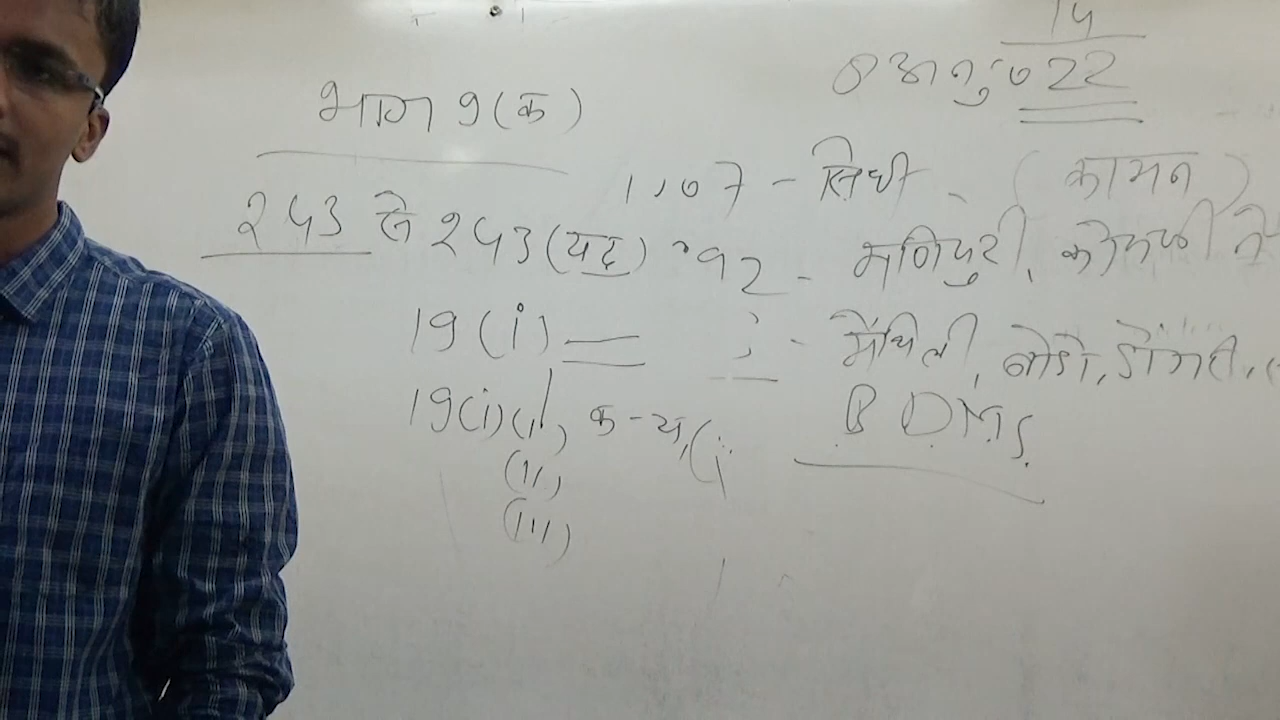 14
8 अनु: 22
भाग 9 (क)
1,07 - सिंधी - (कामन)
243 से 243 (यद) 92 - मणिपुरी, कोंकणी ने
19 (i) = - मैथिली, बोडो, डोंगरी,
19(i)(i), क-य,
B D M S
(ii)
(iii)